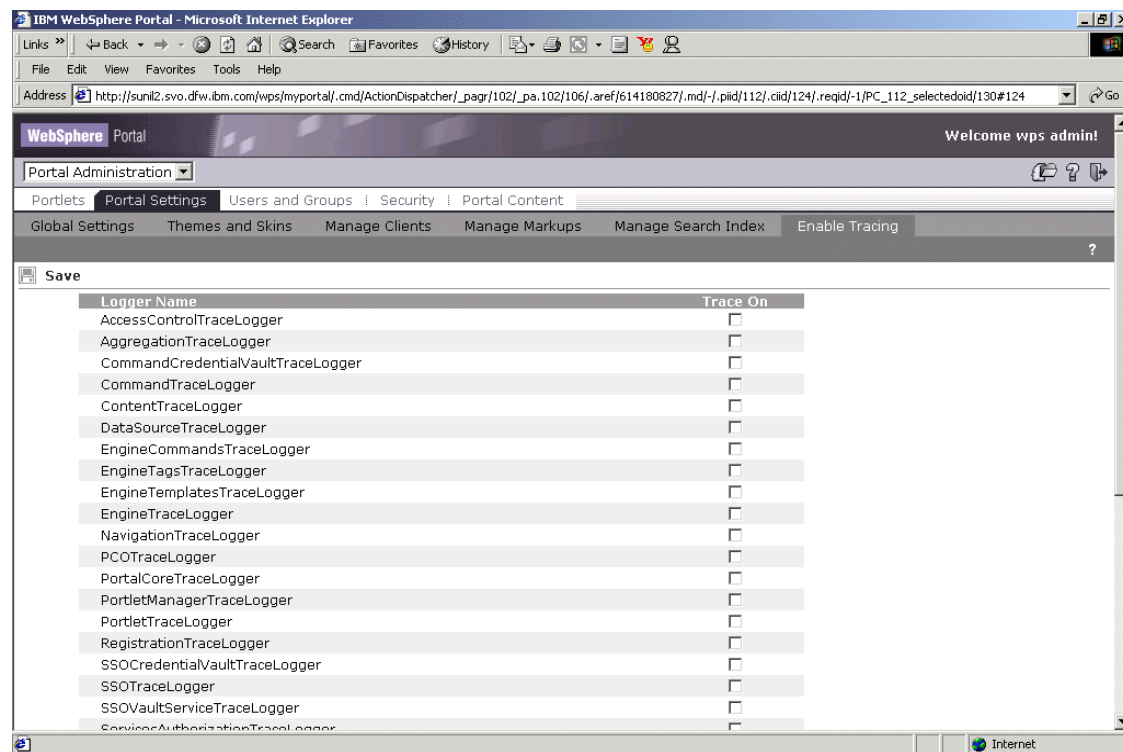 IBM WebSphere Portal - Microsoft Internet Explorer
Links » Back Search Favorites History
File Edit View Favorites Tools Help
Address http://sunil2.svo.dfw.ibm.com/wps/myportal/.cmd/ActionDispatcher/_pagr/102/_pa.102/106/.aref/614180827/.md/-/.piid/112/.ciid/124/.reqid/-1/PC_112_selectedoid/130#124 Go
WebSphere Portal Welcome wps admin!
Portal Administration ?
Portlets Portal Settings Users and Groups Security Portal Content
Global Settings Themes and Skins Manage Clients Manage Markups Manage Search Index Enable Tracing
?
Save
Logger Name Trace On
AccessControlTraceLogger
AggregationTraceLogger
CommandCredentialVaultTraceLogger
CommandTraceLogger
ContentTraceLogger
DataSourceTraceLogger
EngineCommandsTraceLogger
EngineTagsTraceLogger
EngineTemplatesTraceLogger
EngineTraceLogger
NavigationTraceLogger
PCOTraceLogger
PortalCoreTraceLogger
PortletManagerTraceLogger
PortletTraceLogger
RegistrationTraceLogger
SSOCredentialVaultTraceLogger
SSOTraceLogger
SSOVaultServiceTraceLogger
ServicesAuthorizationTraceLogger
Internet